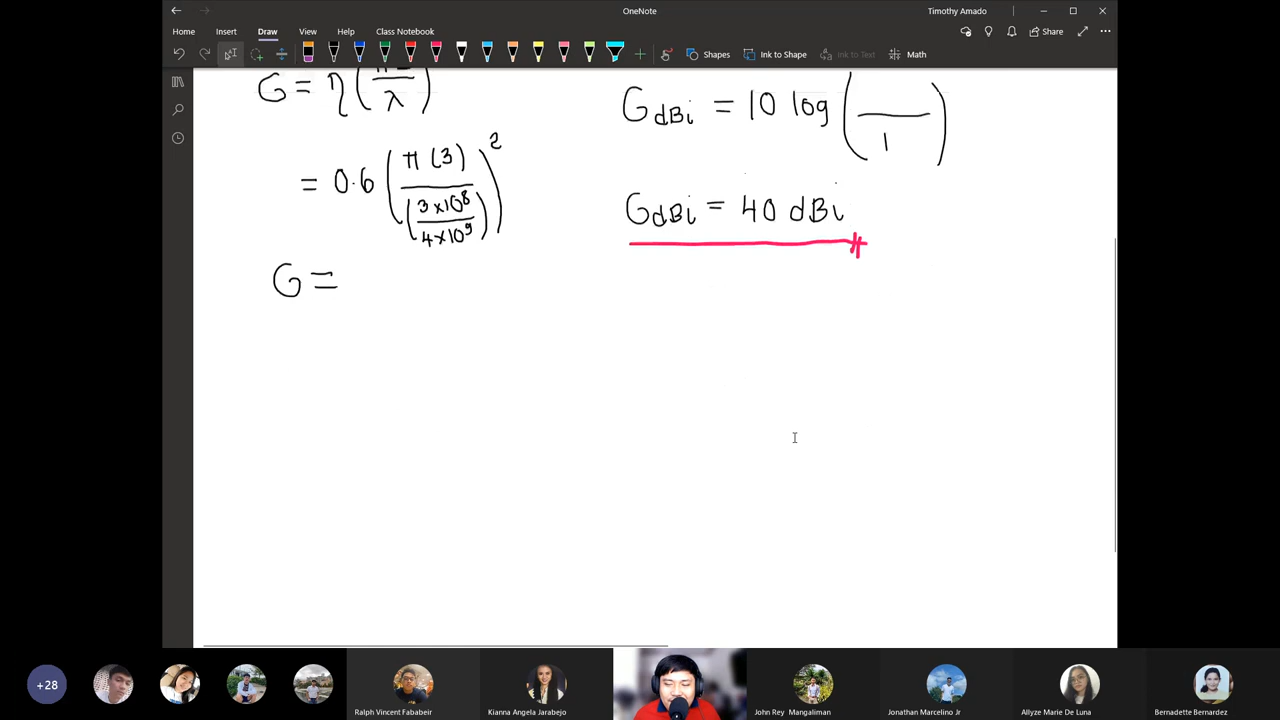 OneNote
Timothy Amado
Home Insert Draw View Help Class Notebook
Share
Shapes Ink to Shape Ink to Text Math
G = η ( / λ )
= 0.6 ( π (3) / ( 3 x 10⁸ / 4 x 10⁹ ) )²
G =
G dBi = 10 log ( / 1 )
G dBi = 40 dBi
+28
Ralph Vincent Fababeir
Kianna Angela Jarabejo
John Rey Mangaliman
Jonathan Marcelino Jr
Allyze Marie De Luna
Bernadette Bernardez